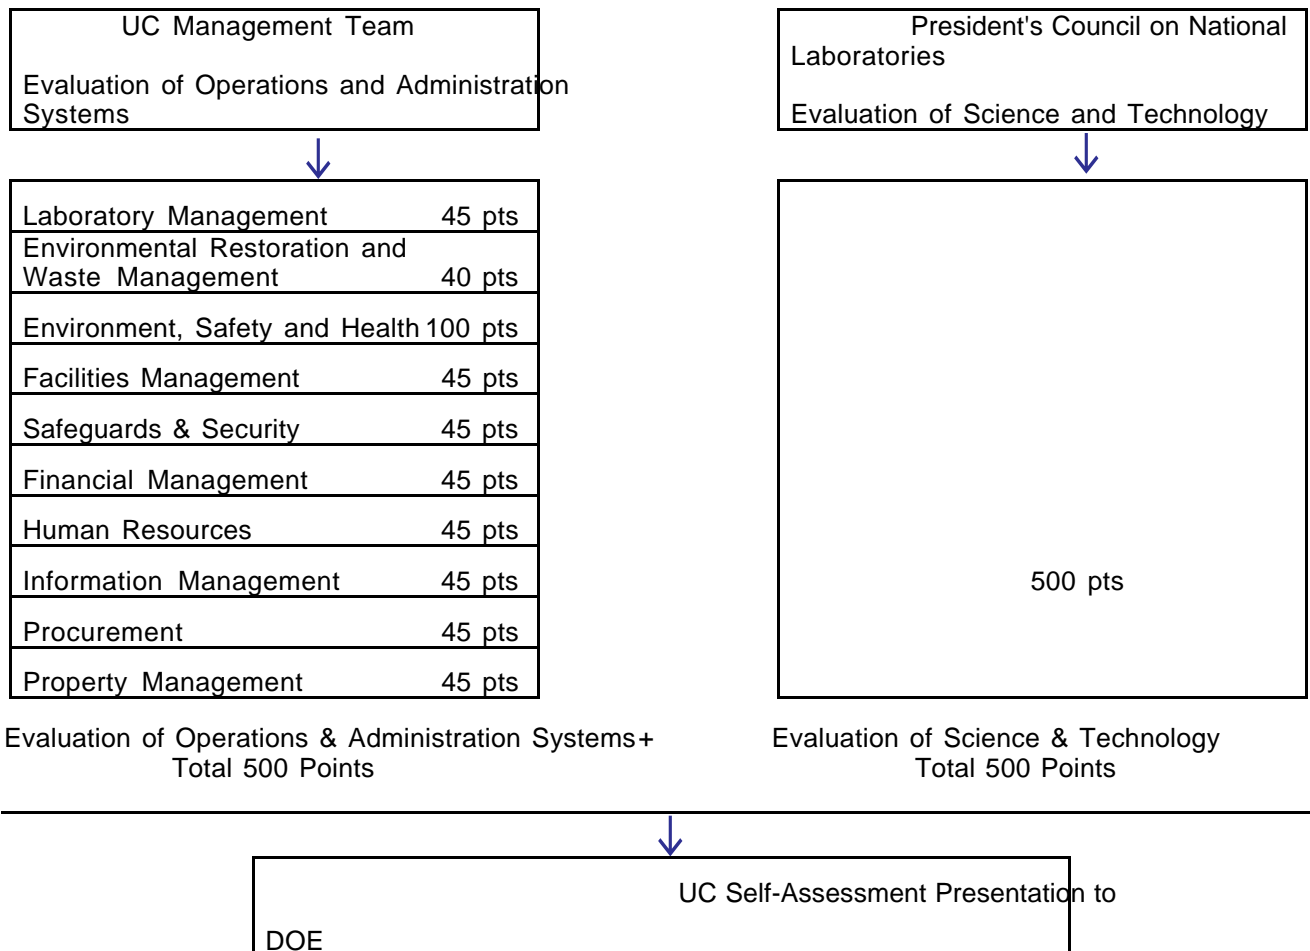 UC Management Team
Evaluation of Operations and Administration
Systems
President's Council on National
Laboratories
Evaluation of Science and Technology
Laboratory Management 45 pts
Environmental Restoration and
Waste Management 40 pts
Environment, Safety and Health 100 pts
Facilities Management 45 pts
Safeguards & Security 45 pts
Financial Management 45 pts
Human Resources 45 pts
Information Management 45 pts
Procurement 45 pts
Property Management 45 pts
500 pts
Evaluation of Operations & Administration Systems+
Total 500 Points
Evaluation of Science & Technology
Total 500 Points
UC Self-Assessment Presentation to
DOE